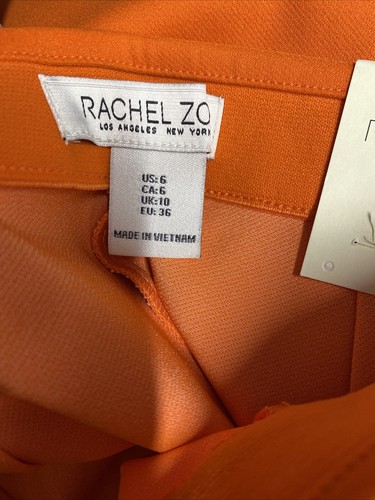 RACHEL ZO
LOS ANGELES NEW YORK
US: 6
CA: 6
UK: 10
EU: 36
MADE IN VIETNAM